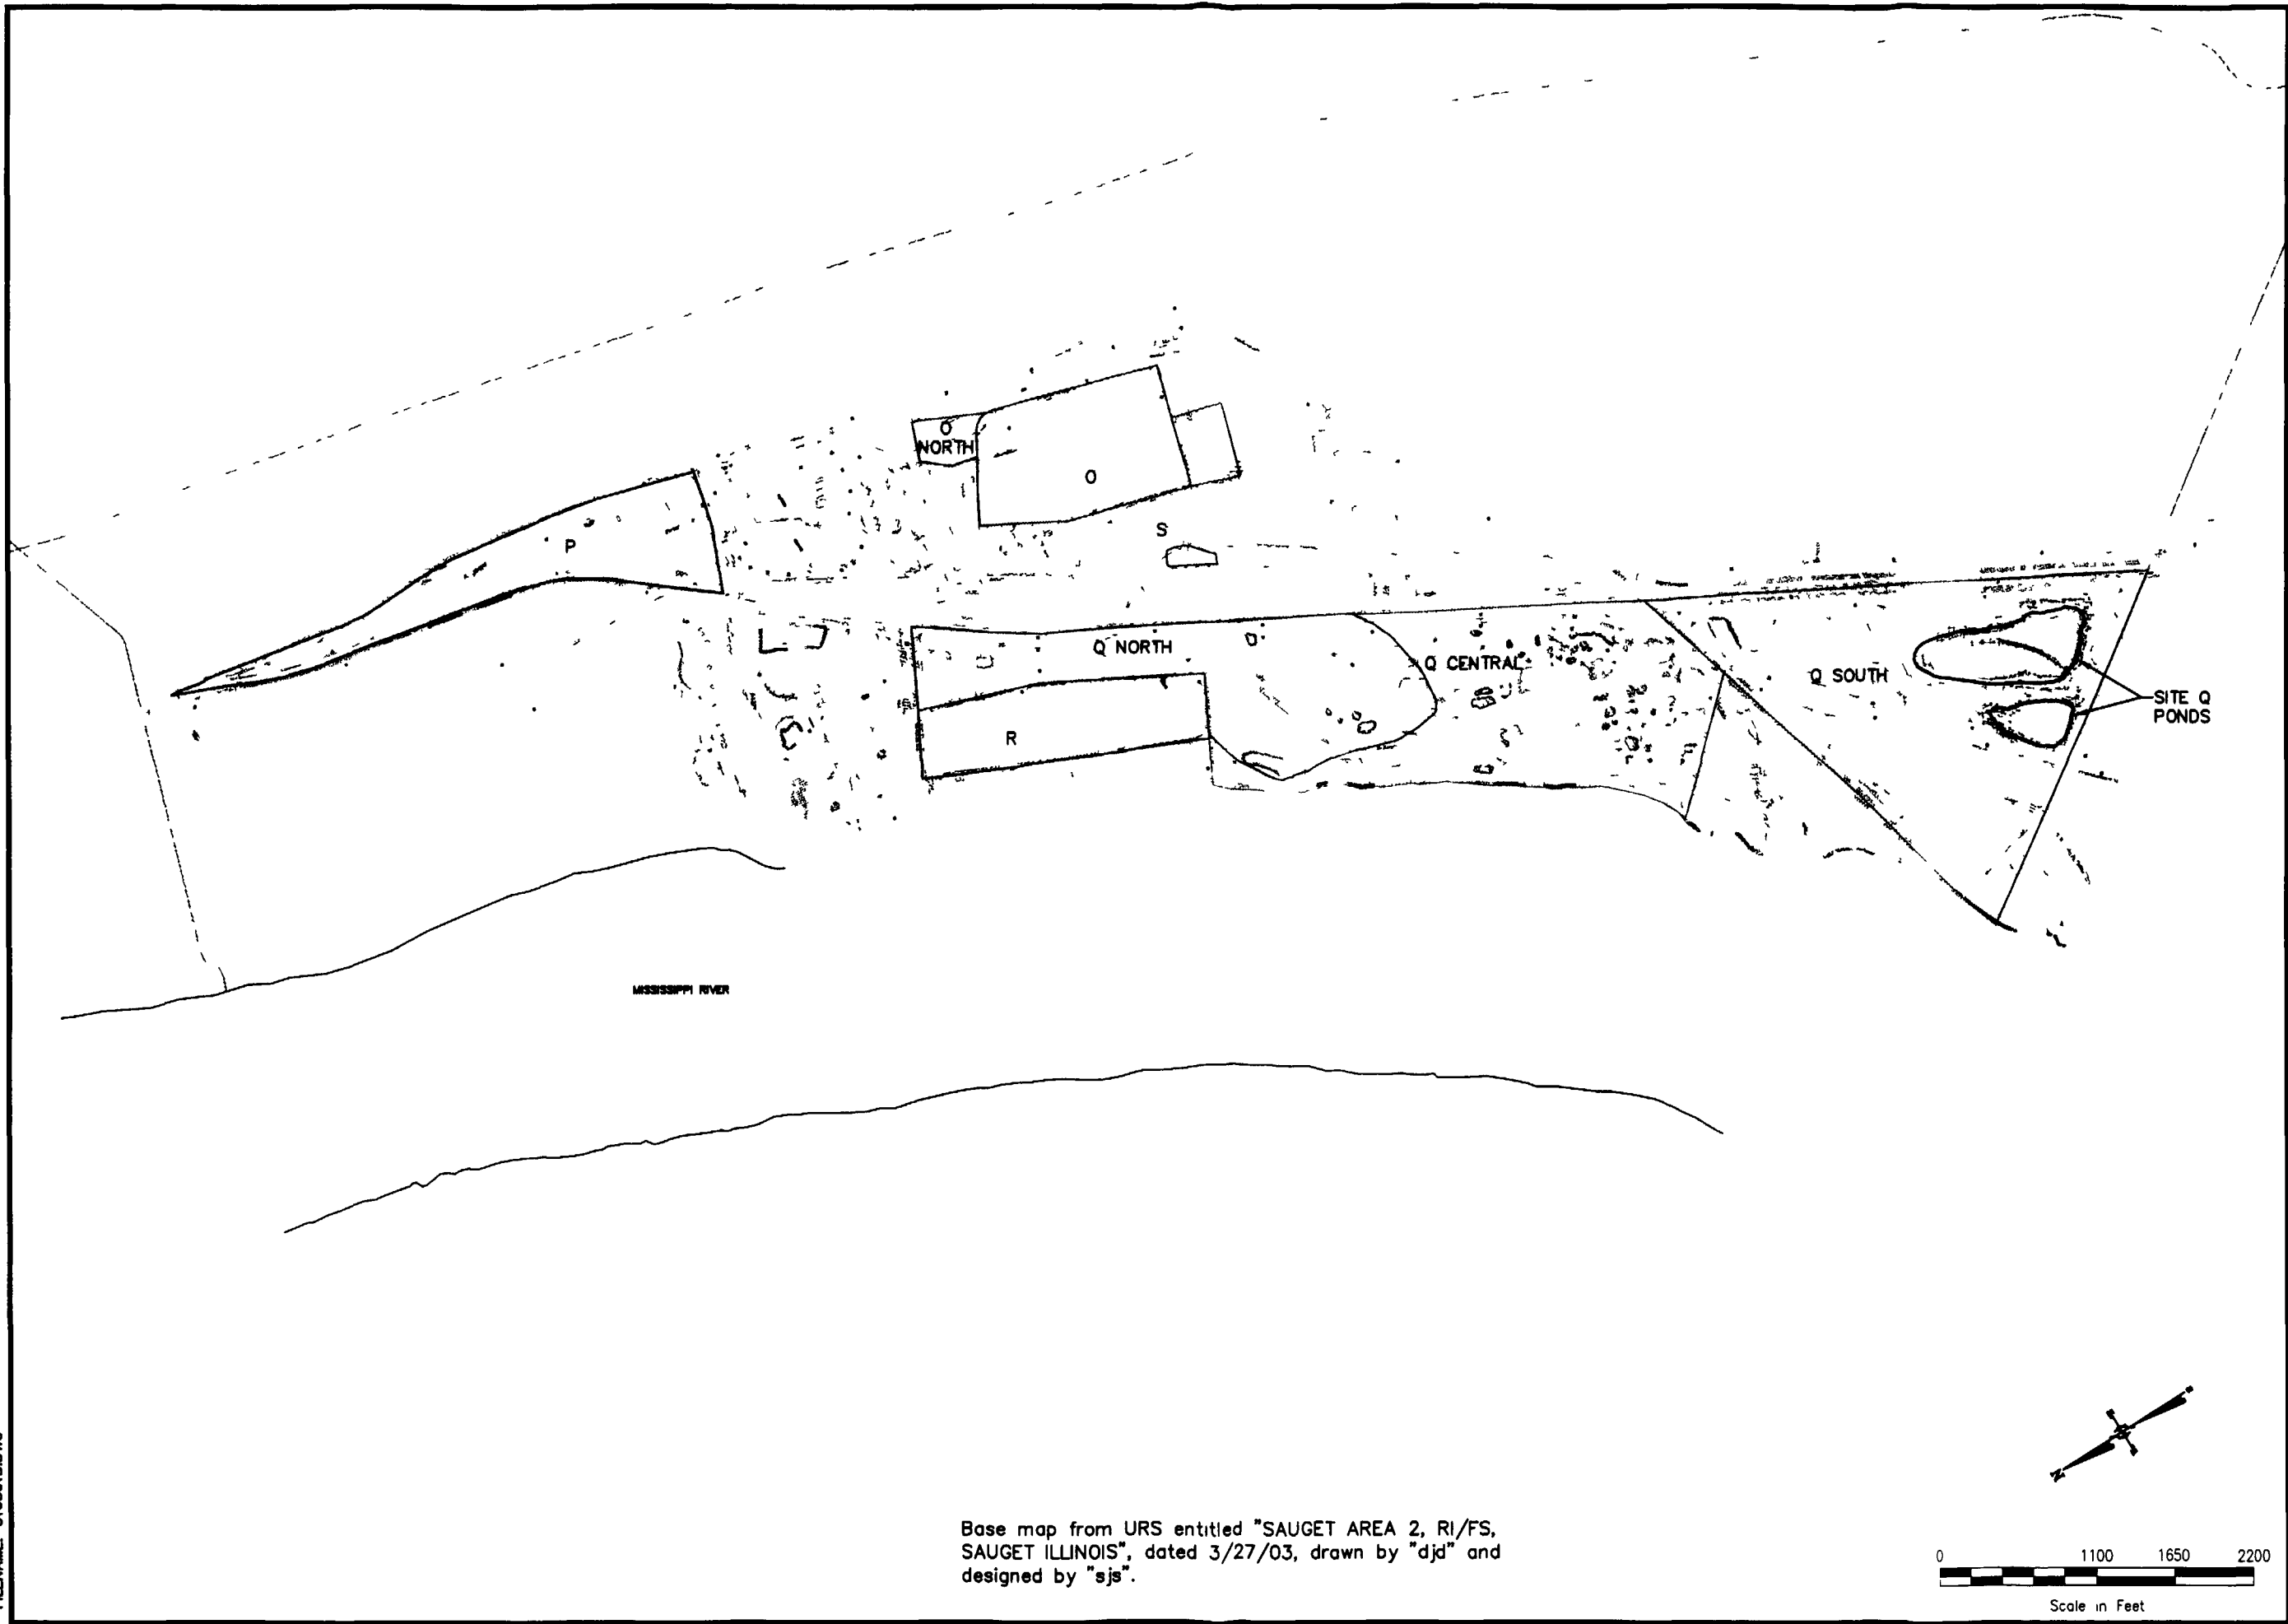 O
NORTH
O
P
S
Q NORTH
Q CENTRAL
Q SOUTH
SITE Q
PONDS
R
MISSISSIPPI RIVER
N
Base map from URS entitled "SAUGET AREA 2, RI/FS,
SAUGET ILLINOIS", dated 3/27/03, drawn by "djd" and
designed by "sjs".
0 1100 1650 2200
Scale in Feet